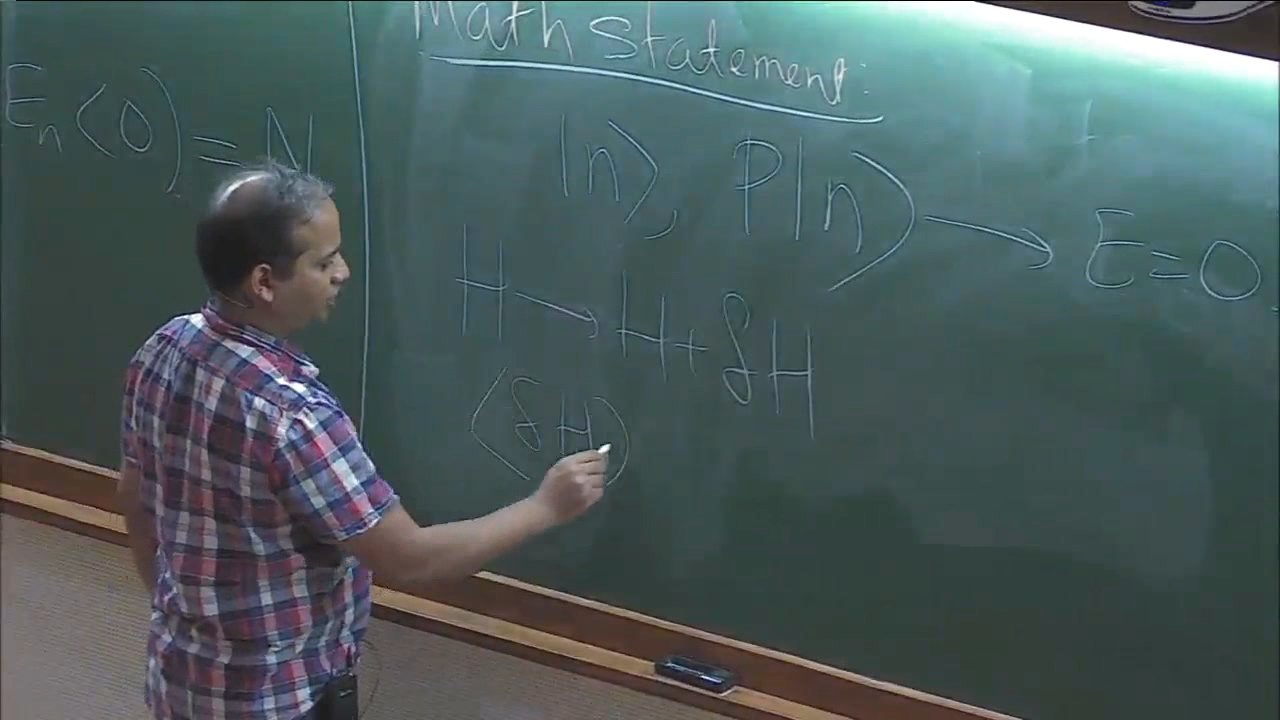 E_n(0) = N
Math Statement:
|n⟩, P|n⟩ → E=0
H → H+δH
⟨δH⟩